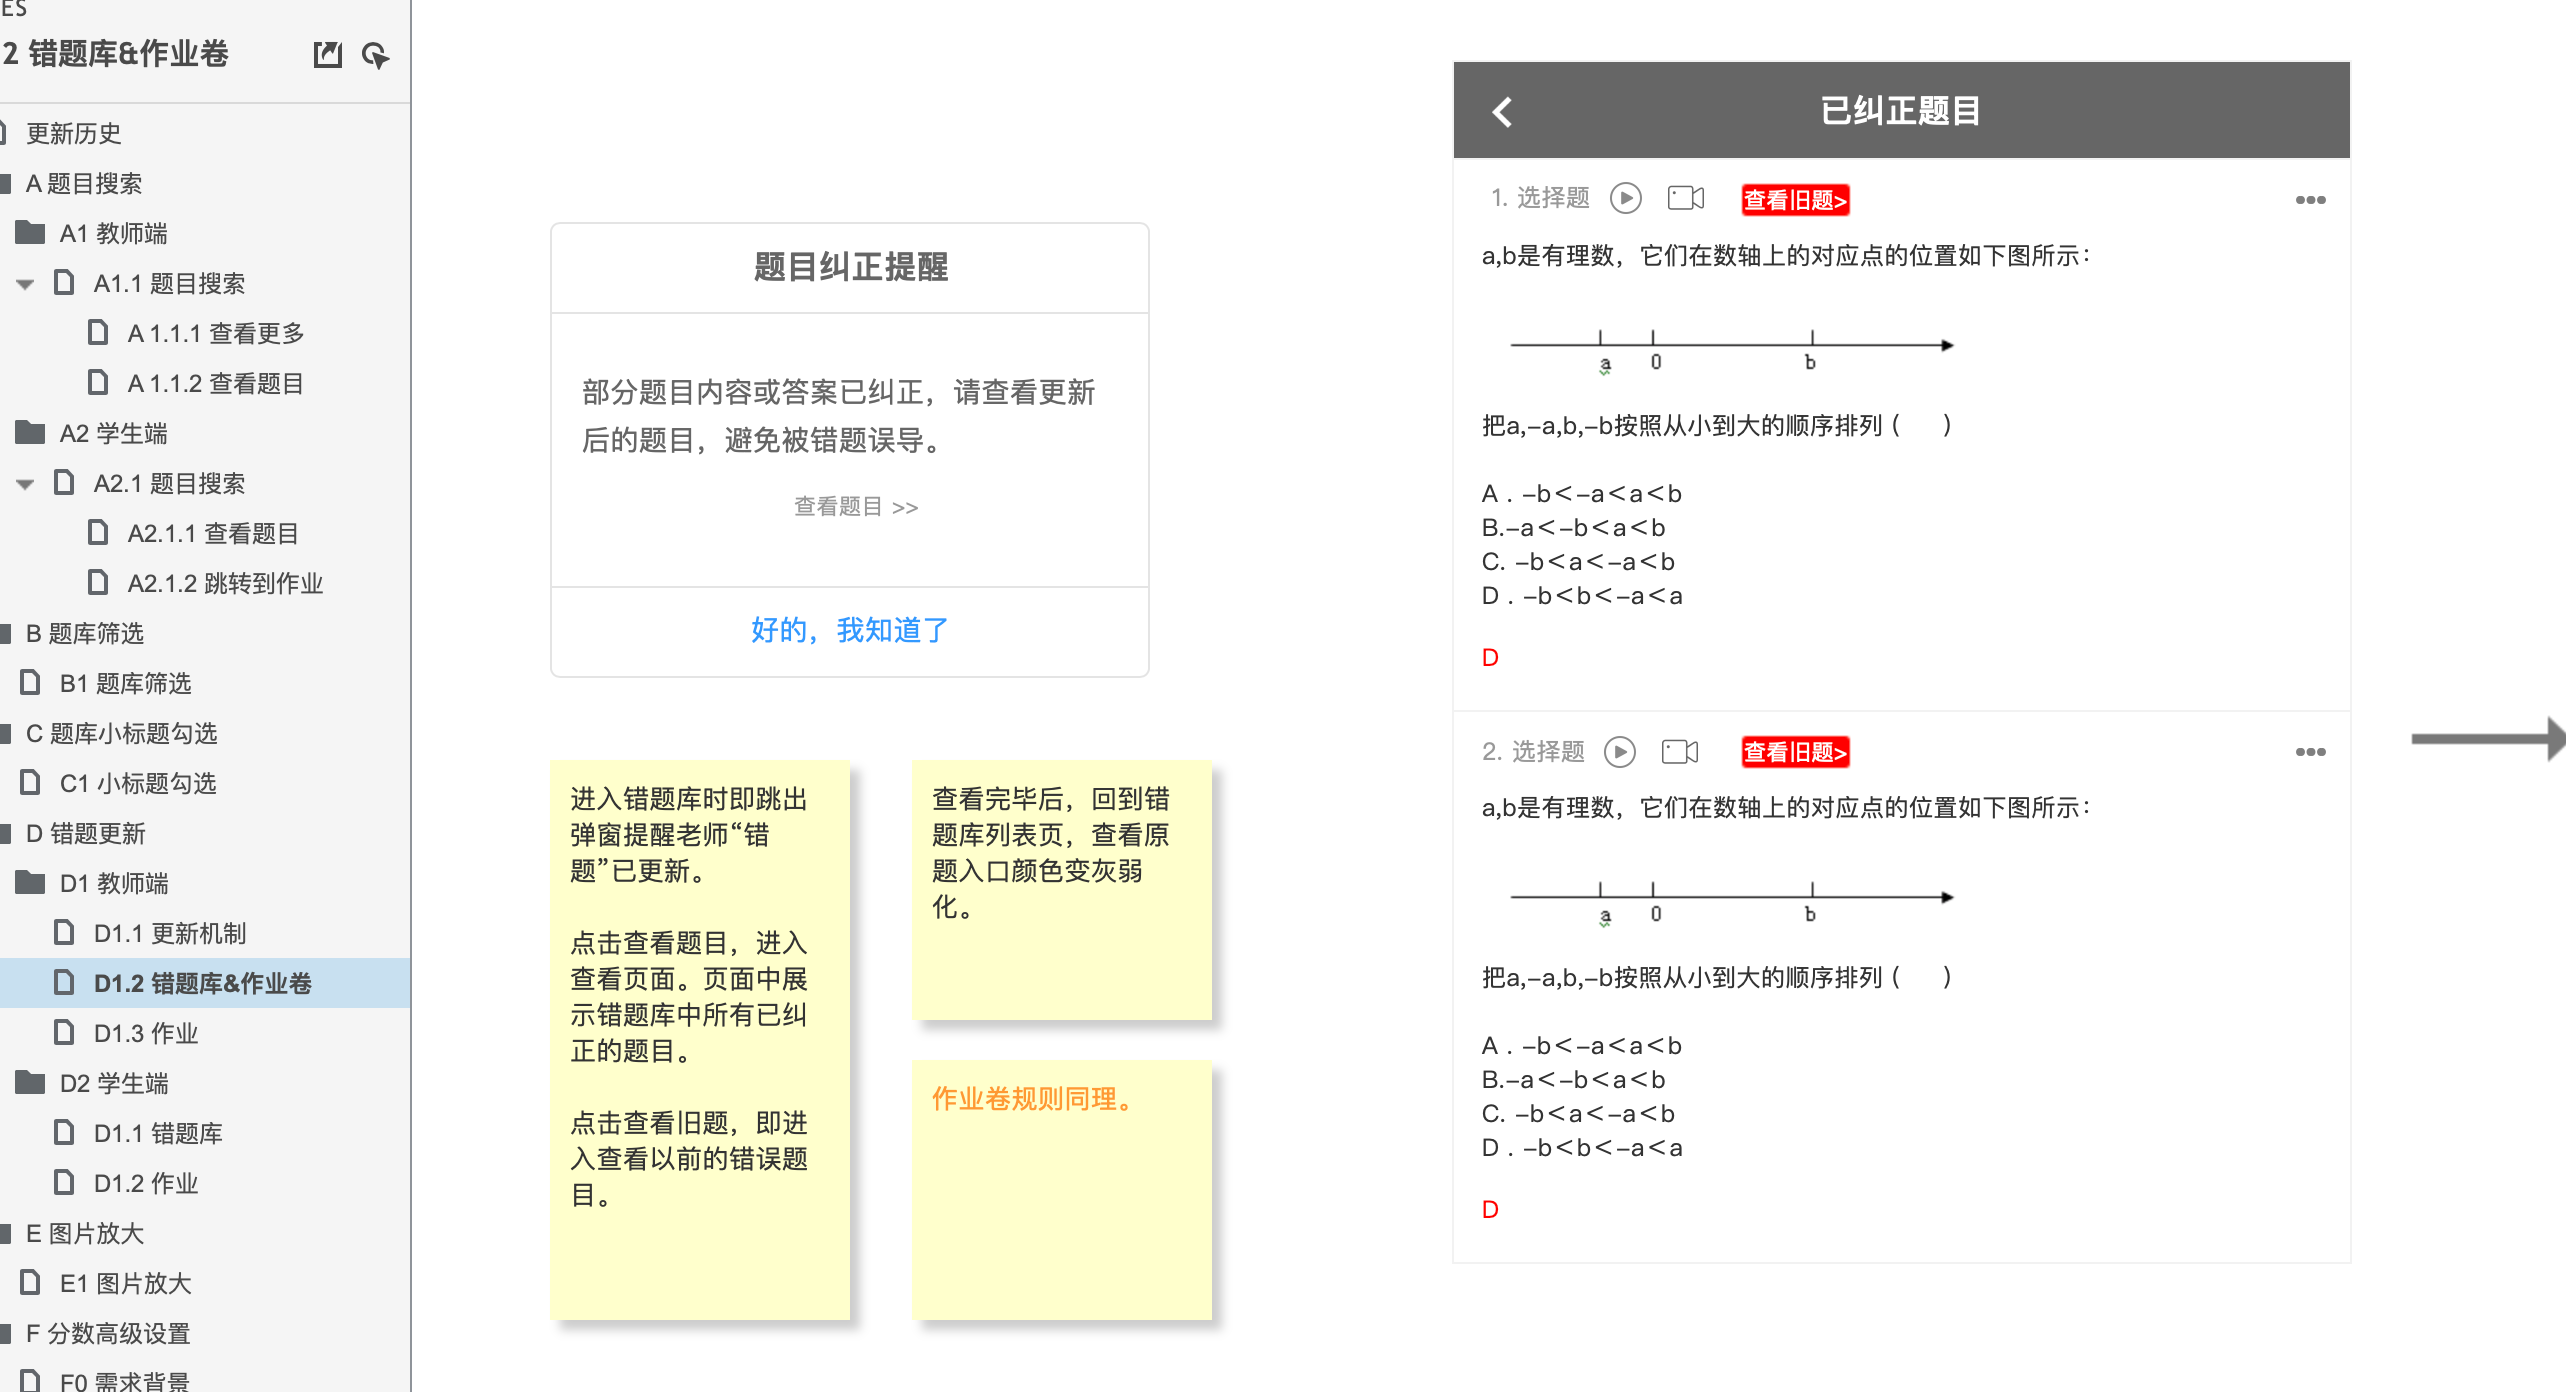 ES
2 错题库&作业卷
更新历史
A 题目搜索
A1 教师端
A1.1 题目搜索
A 1.1.1 查看更多
A 1.1.2 查看题目
A2 学生端
A2.1 题目搜索
A2.1.1 查看题目
A2.1.2 跳转到作业
B 题库筛选
B1 题库筛选
C 题库小标题勾选
C1 小标题勾选
D 错题更新
D1 教师端
D1.1 更新机制
D1.2 错题库&作业卷
D1.3 作业
D2 学生端
D1.1 错题库
D1.2 作业
E 图片放大
E1 图片放大
F 分数高级设置
F0 需求背景
题目纠正提醒
部分题目内容或答案已纠正，请查看更新
后的题目，避免被错题误导。
查看题目 >>
好的，我知道了
进入错题库时即跳出
弹窗提醒老师“错
题”已更新。
点击查看题目，进入
查看页面。页面中展
示错题库中所有已纠
正的题目。
点击查看旧题，即进
入查看以前的错误题
目。
查看完毕后，回到错
题库列表页，查看原
题入口颜色变灰弱
化。
作业卷规则同理。
已纠正题目
1. 选择题 查看旧题>
a,b是有理数，它们在数轴上的对应点的位置如下图所示：
a 0 b
把a,–a,b,–b按照从小到大的顺序排列（ ）
A．–b＜–a＜a＜b
B.–a＜–b＜a＜b
C. –b＜a＜–a＜b
D．–b＜b＜–a＜a
D
2. 选择题 查看旧题>
a,b是有理数，它们在数轴上的对应点的位置如下图所示：
a 0 b
把a,–a,b,–b按照从小到大的顺序排列（ ）
A．–b＜–a＜a＜b
B.–a＜–b＜a＜b
C. –b＜a＜–a＜b
D．–b＜b＜–a＜a
D